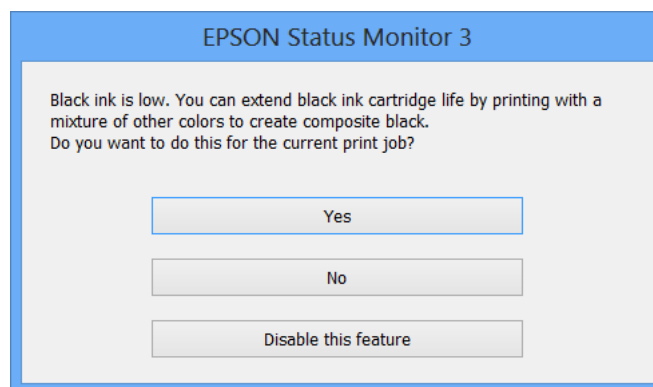 EPSON Status Monitor 3
Black ink is low. You can extend black ink cartridge life by printing with a
mixture of other colors to create composite black.
Do you want to do this for the current print job?
Yes
No
Disable this feature